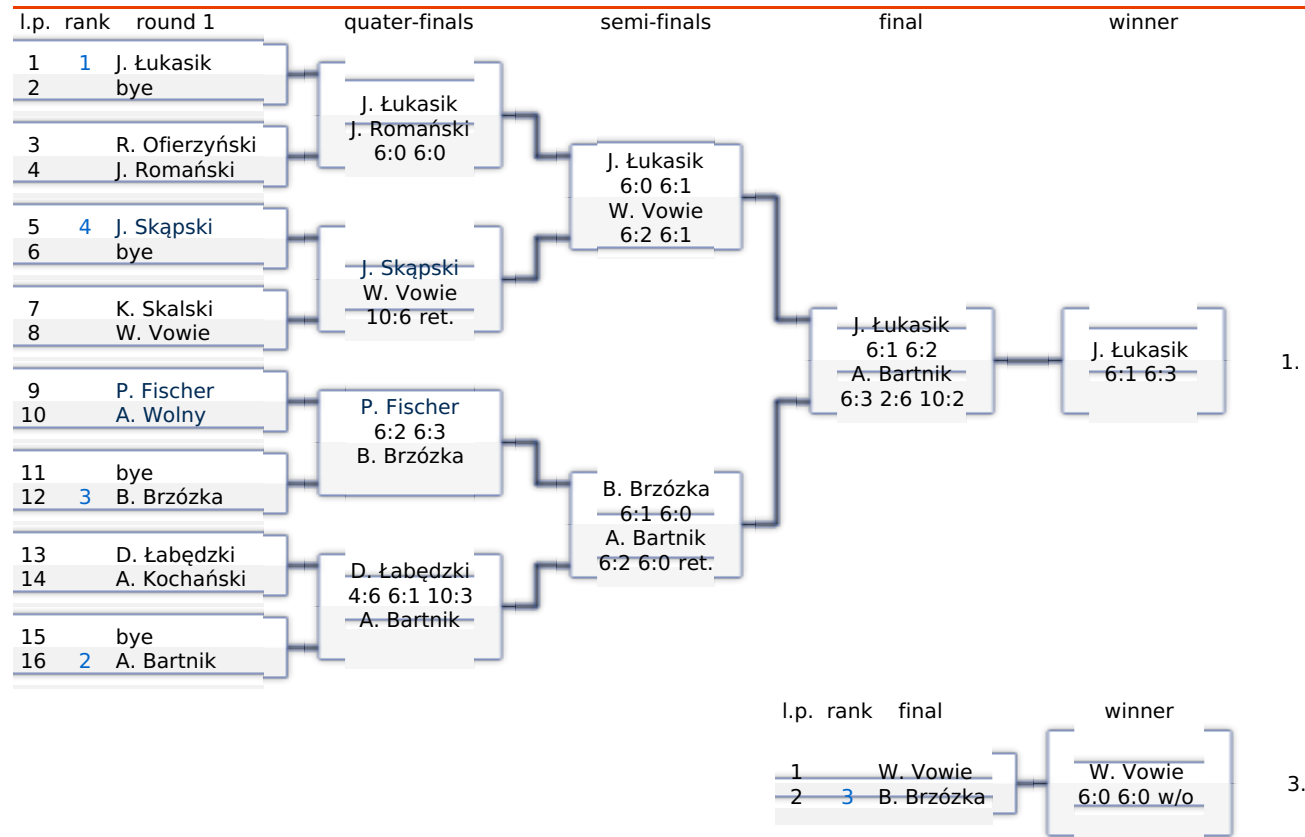 l.p. rank round 1 quater-finals semi-finals final winner
1 1 J. Łukasik
2 bye
J. Łukasik
J. Romański
6:0 6:0
3 R. Ofierzyński
4 J. Romański
J. Łukasik
6:0 6:1
W. Vowie
6:2 6:1
5 4 J. Skąpski
6 bye
J. Skąpski
W. Vowie
10:6 ret.
7 K. Skalski
8 W. Vowie
J. Łukasik
6:1 6:2
A. Bartnik
6:3 2:6 10:2
J. Łukasik
6:1 6:3
1.
9 P. Fischer
10 A. Wolny
P. Fischer
6:2 6:3
B. Brzózka
11 bye
12 3 B. Brzózka
B. Brzózka
6:1 6:0
A. Bartnik
6:2 6:0 ret.
13 D. Łabędzki
14 A. Kochański
D. Łabędzki
4:6 6:1 10:3
A. Bartnik
15 bye
16 2 A. Bartnik
l.p. rank final winner
1 W. Vowie
2 3 B. Brzózka
W. Vowie
6:0 6:0 w/o
3.